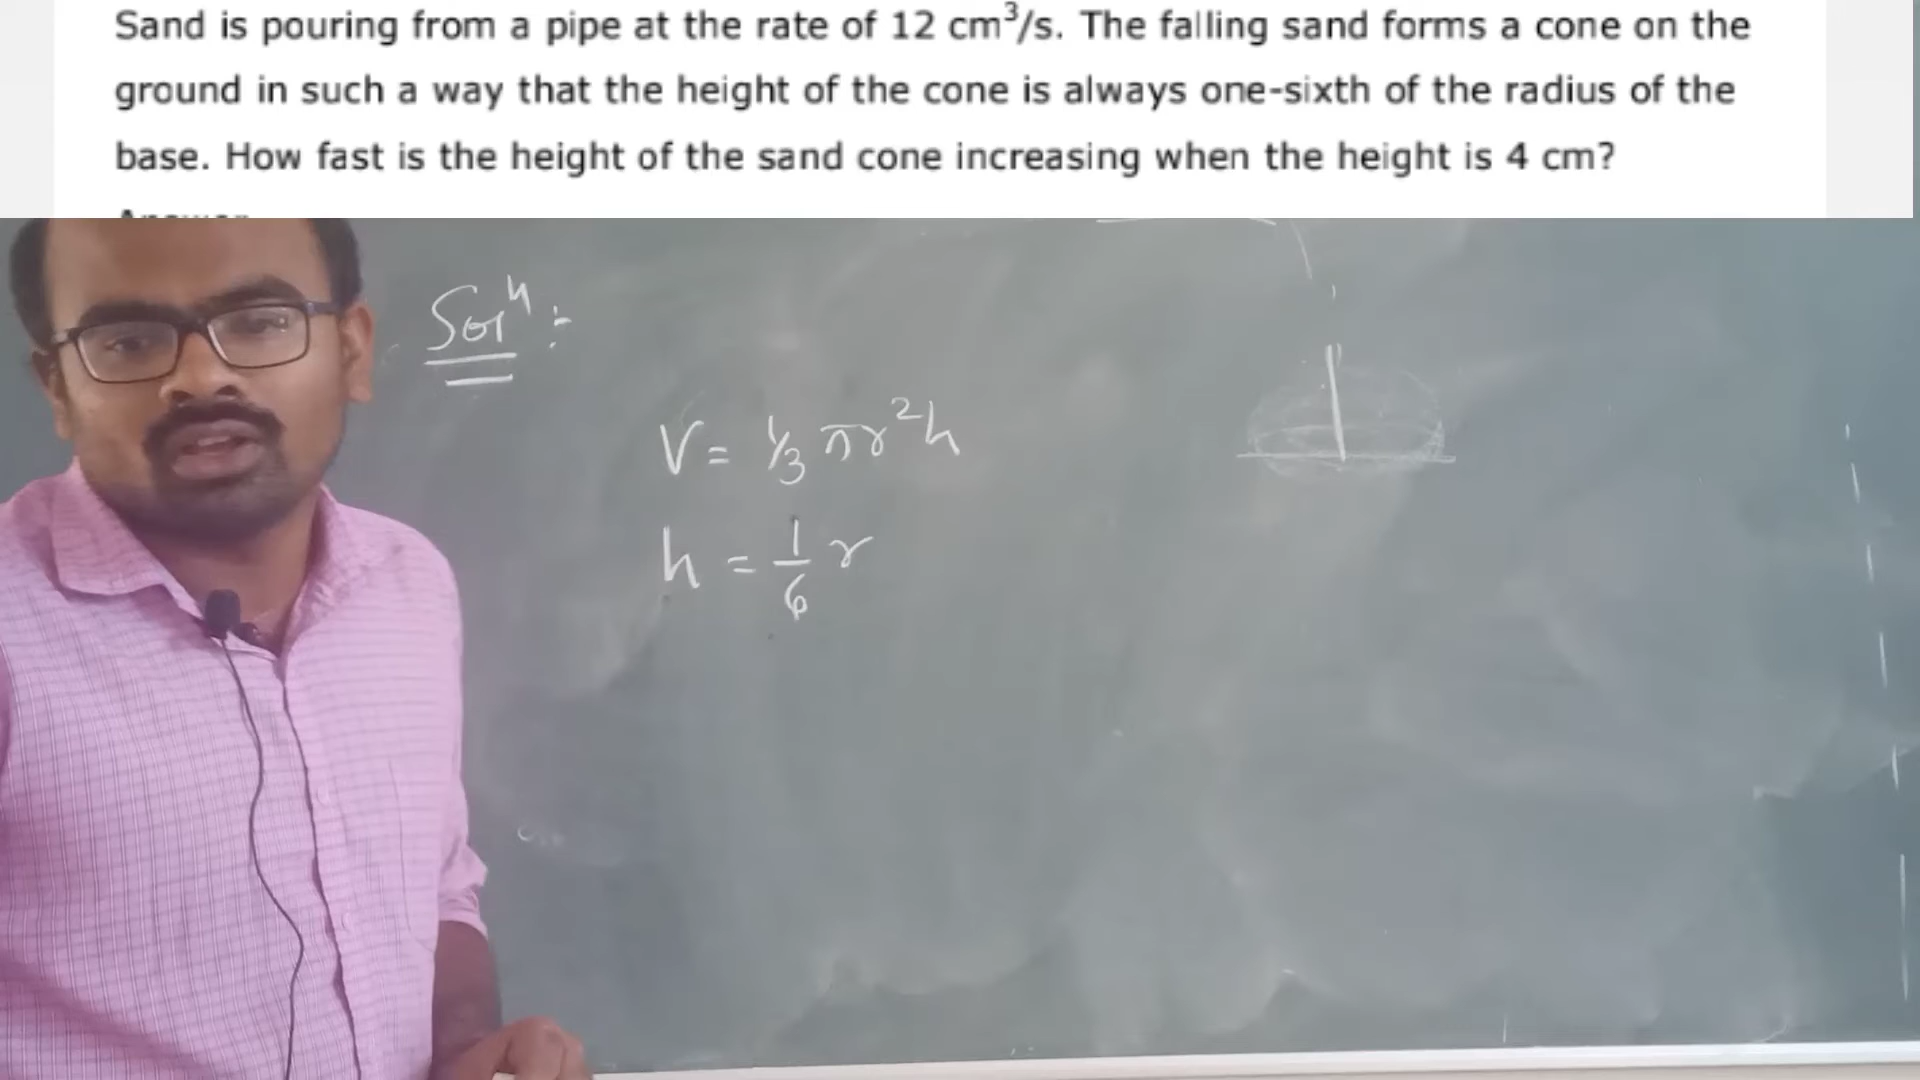 Sand is pouring from a pipe at the rate of 12 cm³/s. The falling sand forms a cone on the
ground in such a way that the height of the cone is always one-sixth of the radius of the
base. How fast is the height of the sand cone increasing when the height is 4 cm?
Solⁿ :-
V = 1/3 πr²h
h = 1/6 r